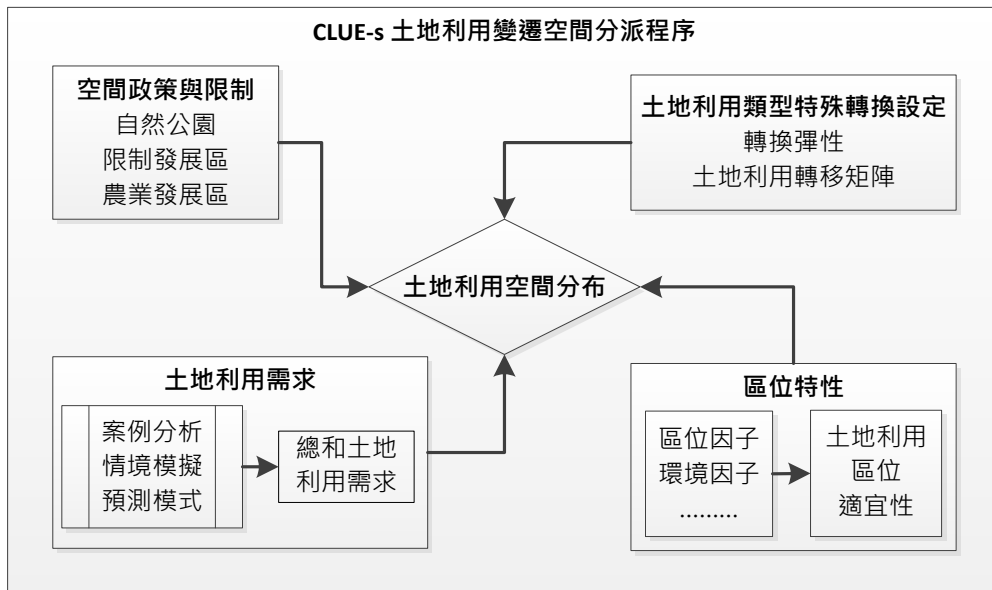 CLUE-s 土地利用變遷空間分派程序
空間政策與限制
自然公園
限制發展區
農業發展區
土地利用類型特殊轉換設定
轉換彈性
土地利用轉移矩陣
土地利用空間分布
土地利用需求
案例分析
情境模擬
預測模式
總和土地
利用需求
區位特性
區位因子
環境因子
.........
土地利用
區位
適宜性